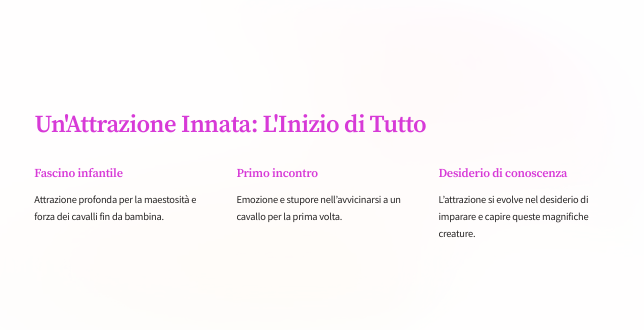 Un'Attrazione Innata: L'Inizio di Tutto
Fascino infantile
Attrazione profonda per la maestosità e
forza dei cavalli fin da bambina.
Primo incontro
Emozione e stupore nell’avvicinarsi a un
cavallo per la prima volta.
Desiderio di conoscenza
L’attrazione si evolve nel desiderio di
imparare e capire queste magnifiche
creature.